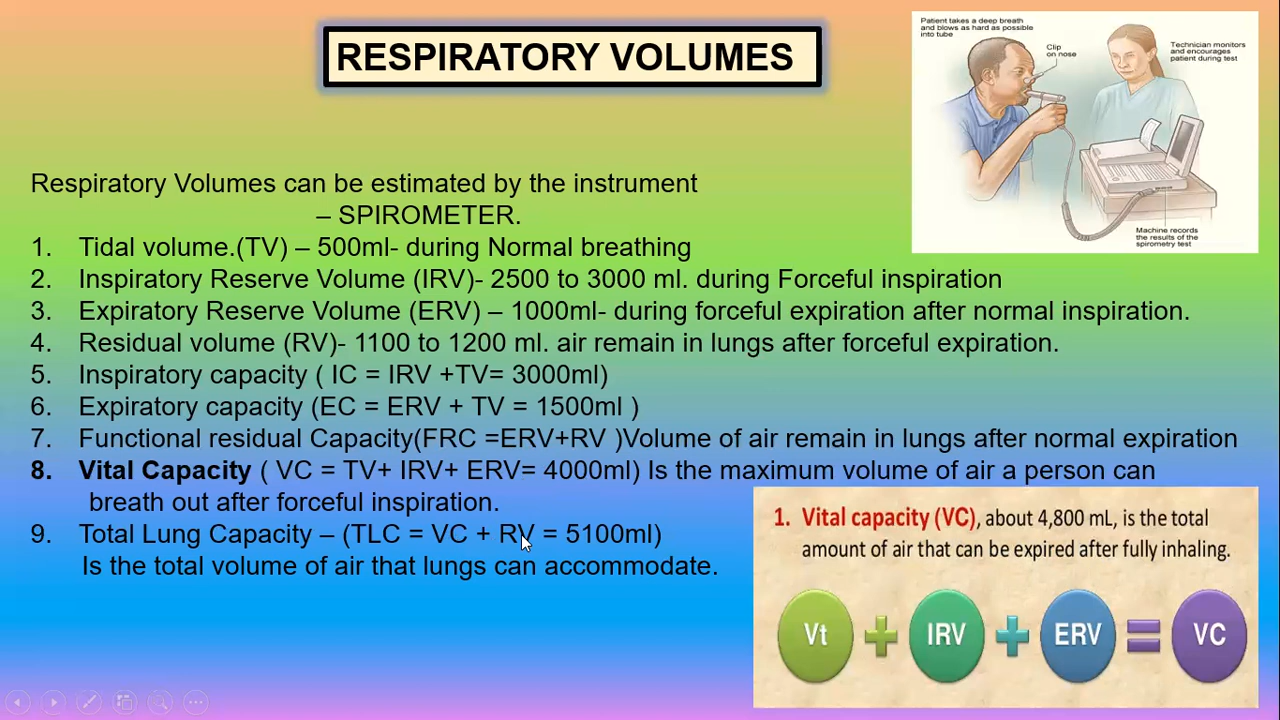 RESPIRATORY VOLUMES
Patient takes a deep breath
and blows as hard as possible
into tube
Clip
on nose
Technician monitors
and encourages
patient during test
Machine records
the results of the
spirometry test
Respiratory Volumes can be estimated by the instrument
– SPIROMETER.
1. Tidal volume.(TV) – 500ml- during Normal breathing
2. Inspiratory Reserve Volume (IRV)- 2500 to 3000 ml. during Forceful inspiration
3. Expiratory Reserve Volume (ERV) – 1000ml- during forceful expiration after normal inspiration.
4. Residual volume (RV)- 1100 to 1200 ml. air remain in lungs after forceful expiration.
5. Inspiratory capacity ( IC = IRV +TV= 3000ml)
6. Expiratory capacity (EC = ERV + TV = 1500ml )
7. Functional residual Capacity(FRC =ERV+RV )Volume of air remain in lungs after normal expiration
8. Vital Capacity ( VC = TV+ IRV+ ERV= 4000ml) Is the maximum volume of air a person can
breath out after forceful inspiration.
9. Total Lung Capacity – (TLC = VC + RV = 5100ml)
Is the total volume of air that lungs can accommodate.
1. Vital capacity (VC), about 4,800 mL, is the total
amount of air that can be expired after fully inhaling.
Vt + IRV + ERV = VC